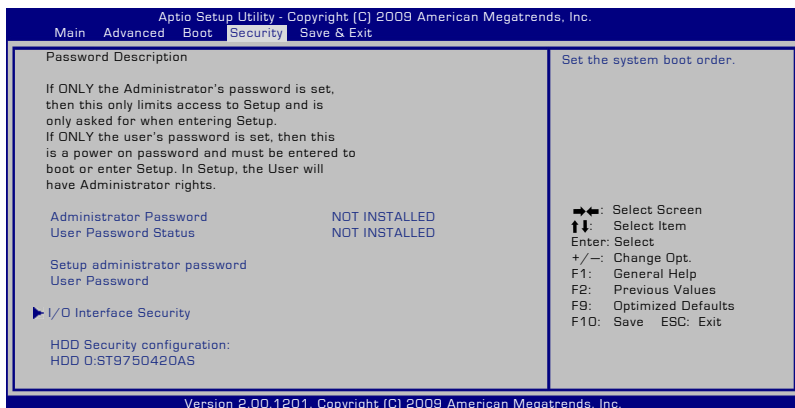 Aptio Setup Utility - Copyright (C) 2009 American Megatrends, Inc.
Main Advanced Boot Security Save & Exit
Password Description
If ONLY the Administrator's password is set,
then this only limits access to Setup and is
only asked for when entering Setup.
If ONLY the user's password is set, then this
is a power on password and must be entered to
boot or enter Setup. In Setup, the User will
have Administrator rights.
Administrator Password NOT INSTALLED
User Password Status NOT INSTALLED
Setup administrator password
User Password
I/O Interface Security
HDD Security configuration:
HDD 0:ST9750420AS
Set the system boot order.
→←: Select Screen
↑↓: Select Item
Enter: Select
+/—: Change Opt.
F1: General Help
F2: Previous Values
F9: Optimized Defaults
F10: Save ESC: Exit
Version 2.00.1201. Copyright (C) 2009 American Megatrends, Inc.